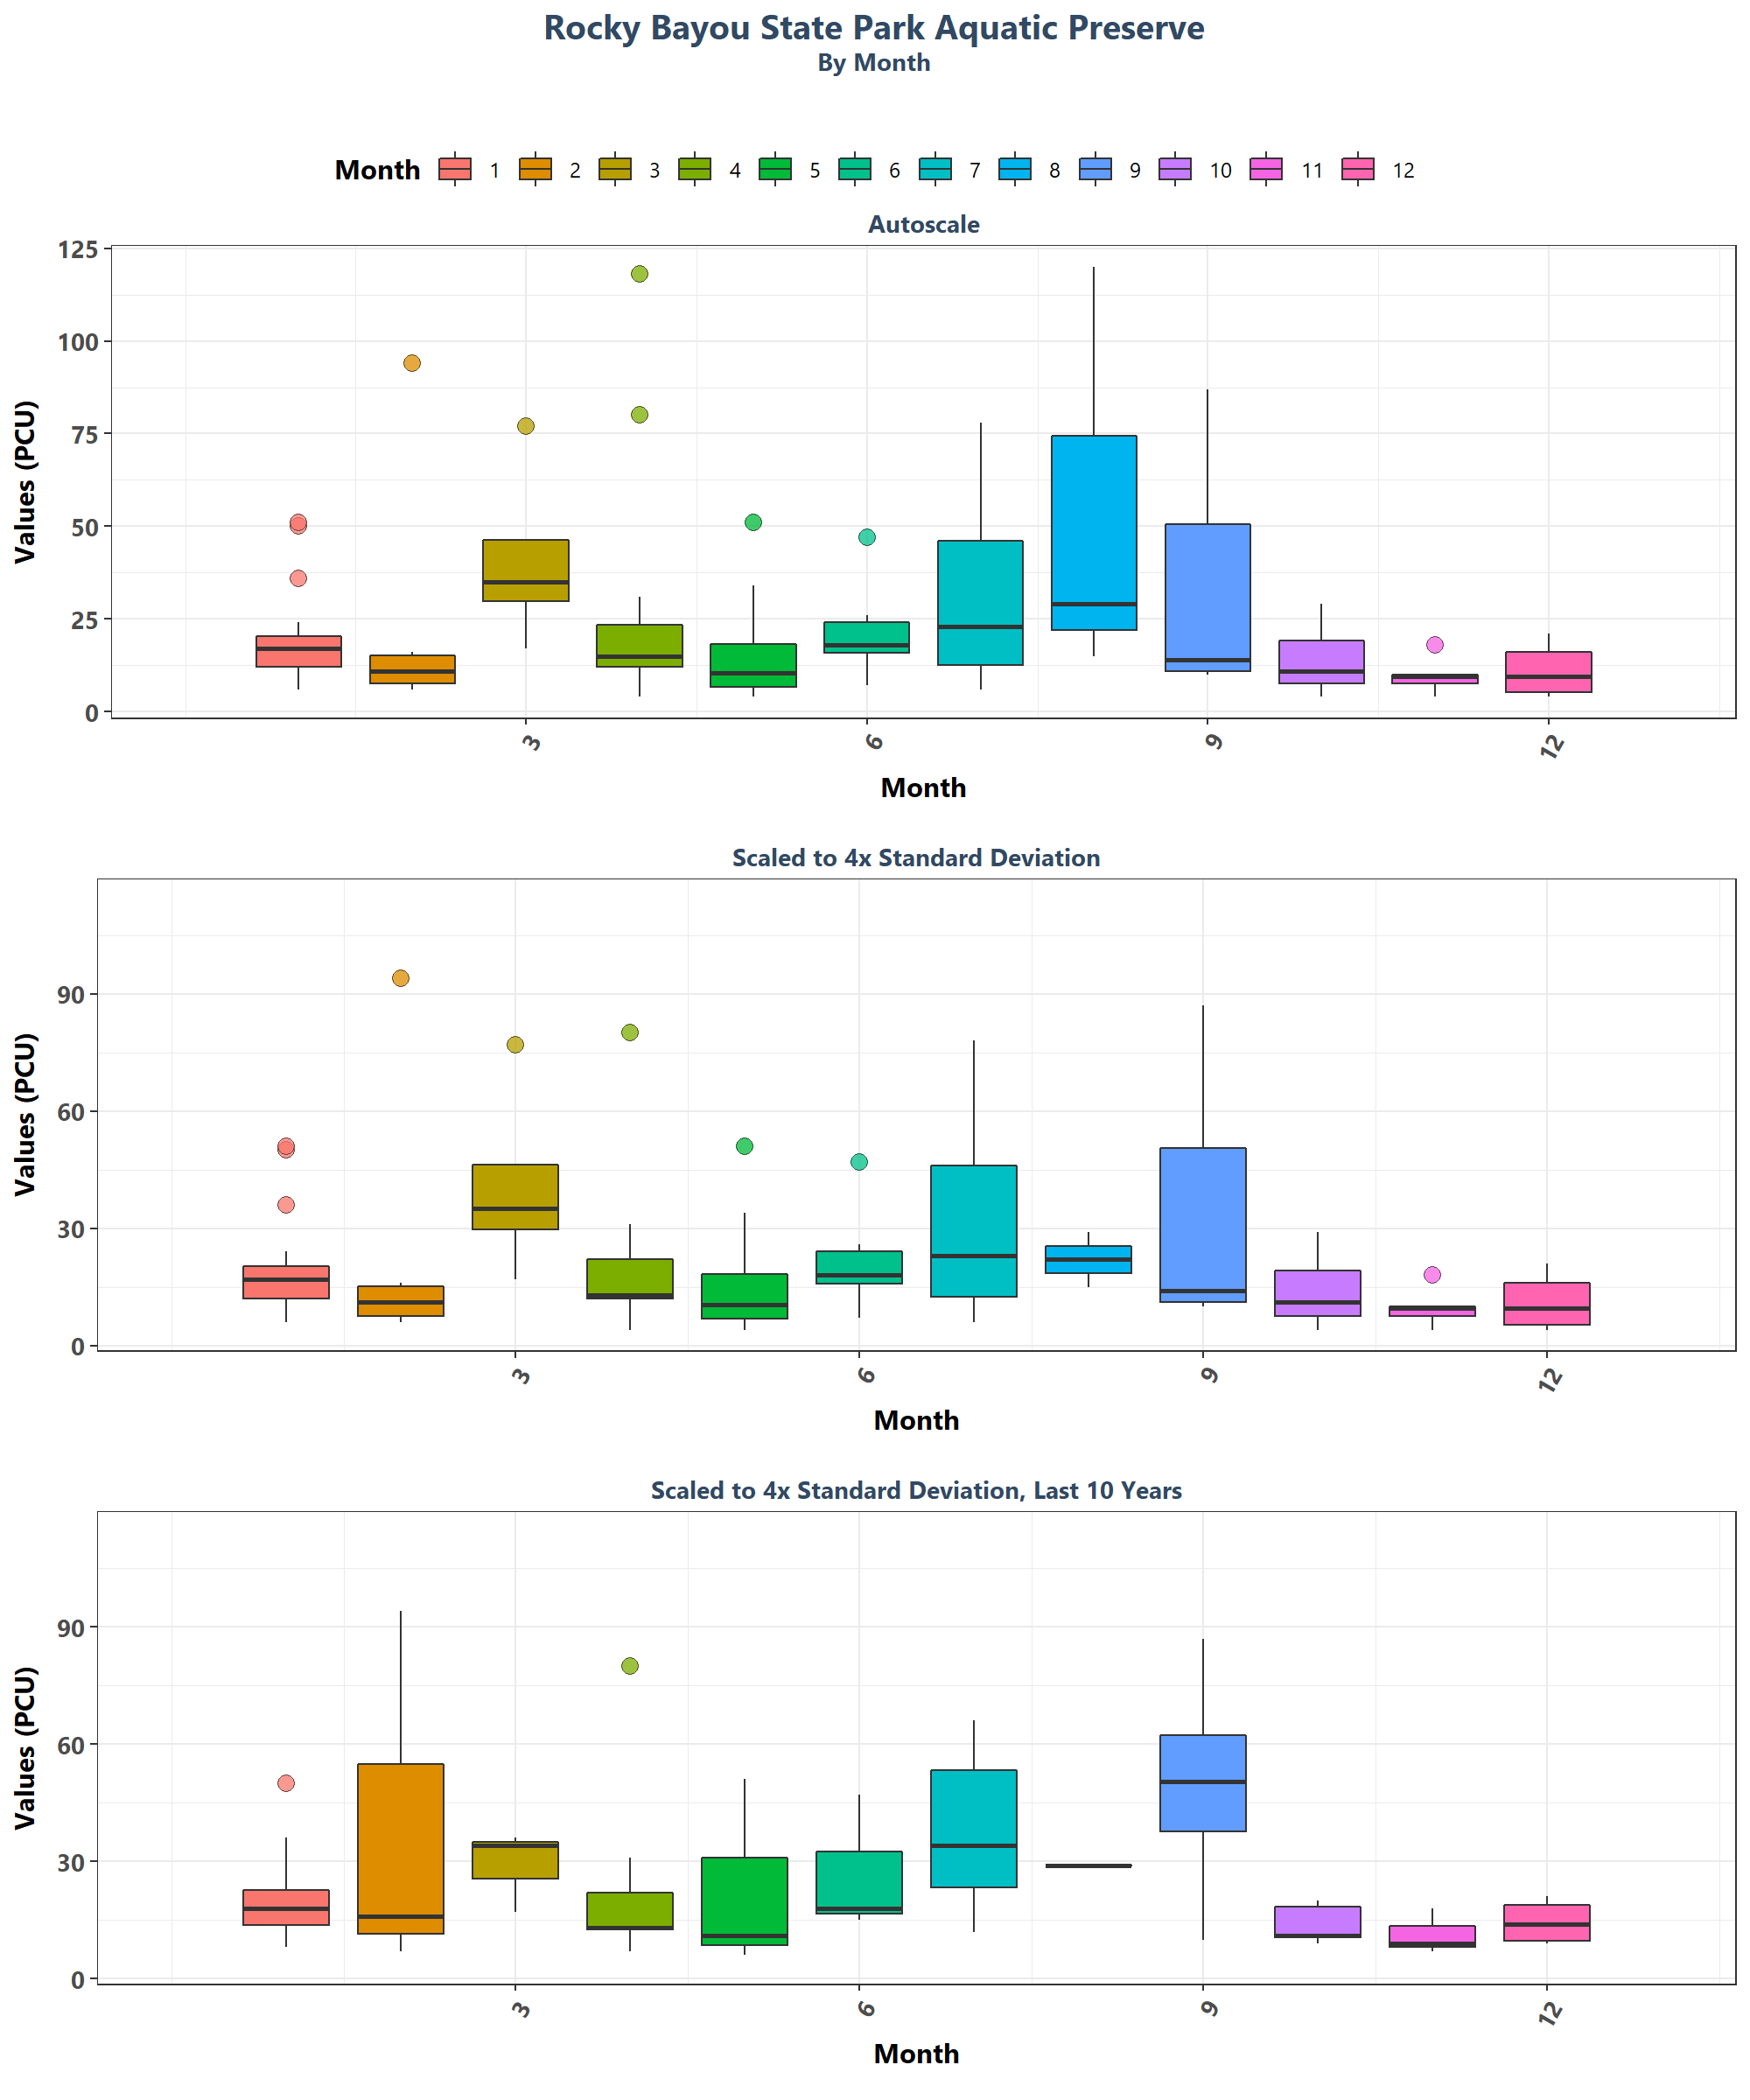 Rocky Bayou State Park Aquatic Preserve
By Month
Month 1 2 3 4 5 6 7 8 9 10 11 12
Autoscale
Values (PCU)
125
100
75
50
25
0
3 6 9 12
Month
Scaled to 4x Standard Deviation
Values (PCU)
90
60
30
0
3 6 9 12
Month
Scaled to 4x Standard Deviation, Last 10 Years
Values (PCU)
90
60
30
0
3 6 9 12
Month